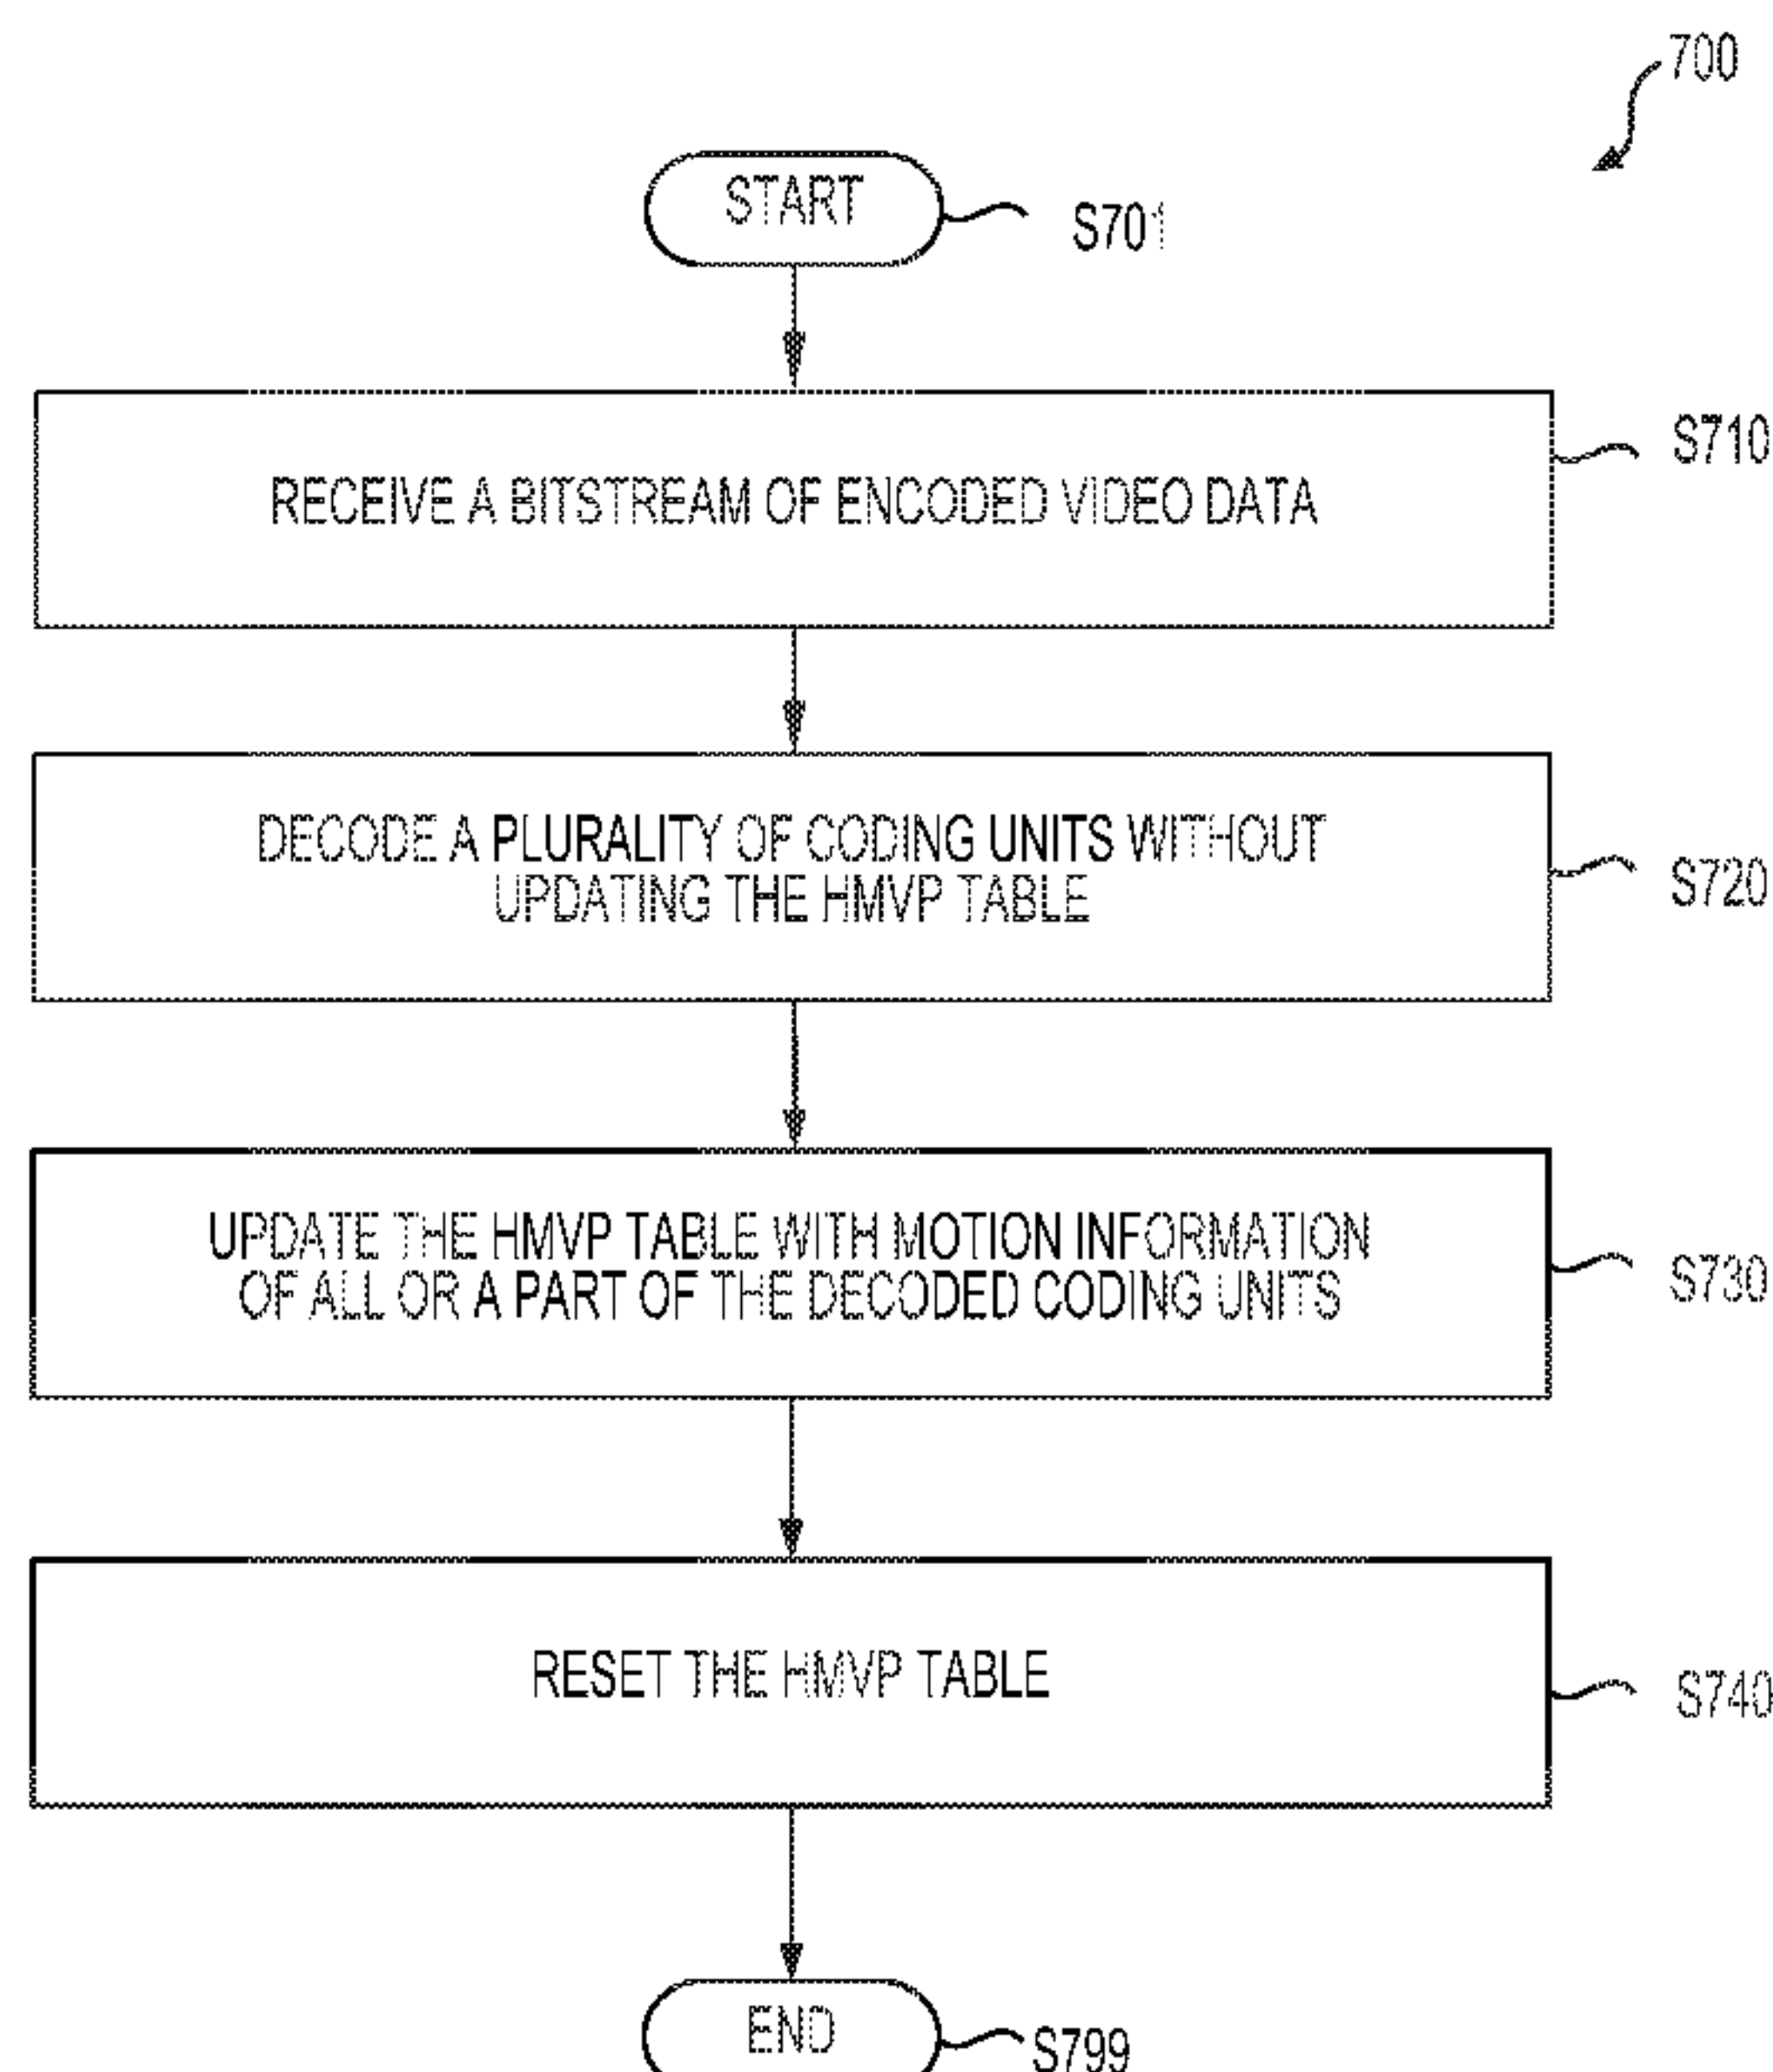 700
START
S701
RECEIVE A BITSTREAM OF ENCODED VIDEO DATA
S710
DECODE A PLURALITY OF CODING UNITS WITHOUT
UPDATING THE HMVP TABLE
S720
UPDATE THE HMVP TABLE WITH MOTION INFORMATION
OF ALL OR A PART OF THE DECODED CODING UNITS
S730
RESET THE HMVP TABLE
S740
END
S799